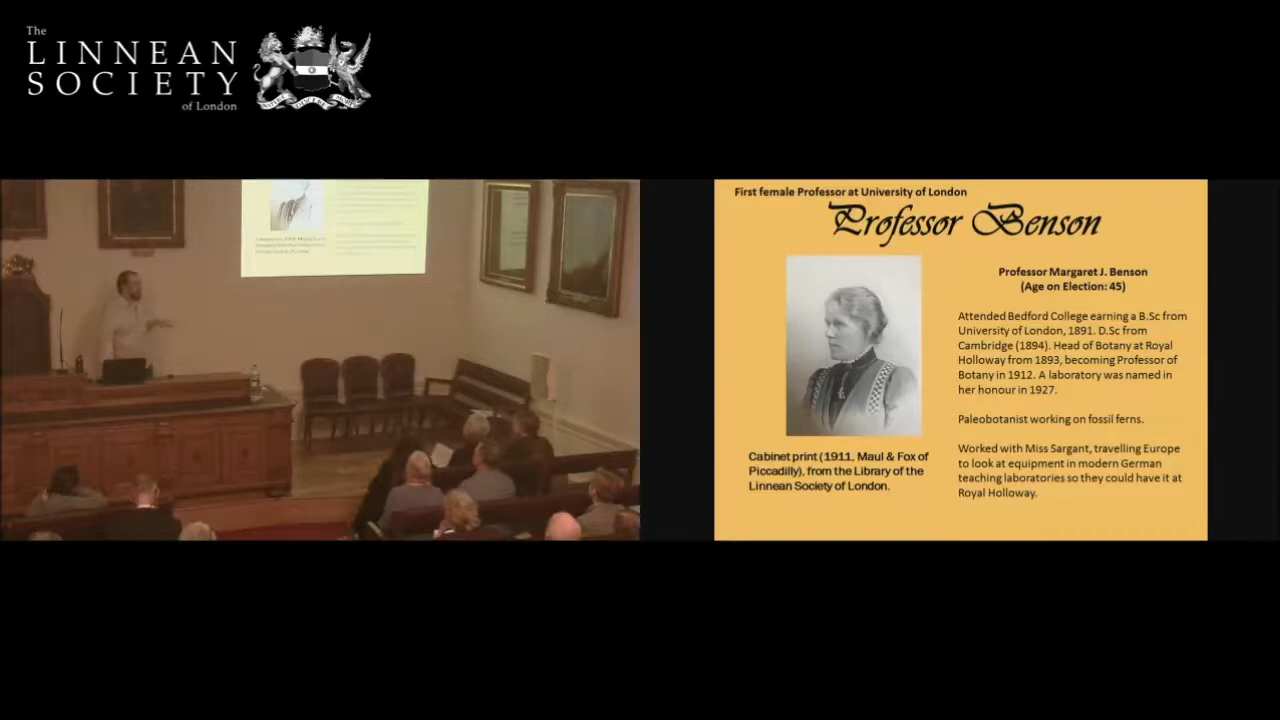 The
LINNEAN
SOCIETY
of London
First female Professor at University of London
Professor Benson
Professor Margaret J. Benson
(Age on Election: 45)
Attended Bedford College earning a B.Sc from
University of London, 1891. D.Sc from
Cambridge (1894). Head of Botany at Royal
Holloway from 1893, becoming Professor of
Botany in 1912. A laboratory was named in
her honour in 1927.
Paleobotanist working on fossil ferns.
Worked with Miss Sargant, travelling Europe
to look at equipment in modern German
teaching laboratories so they could have it at
Royal Holloway.
Cabinet print (1911, Maul & Fox of
Piccadilly), from the Library of the
Linnean Society of London.